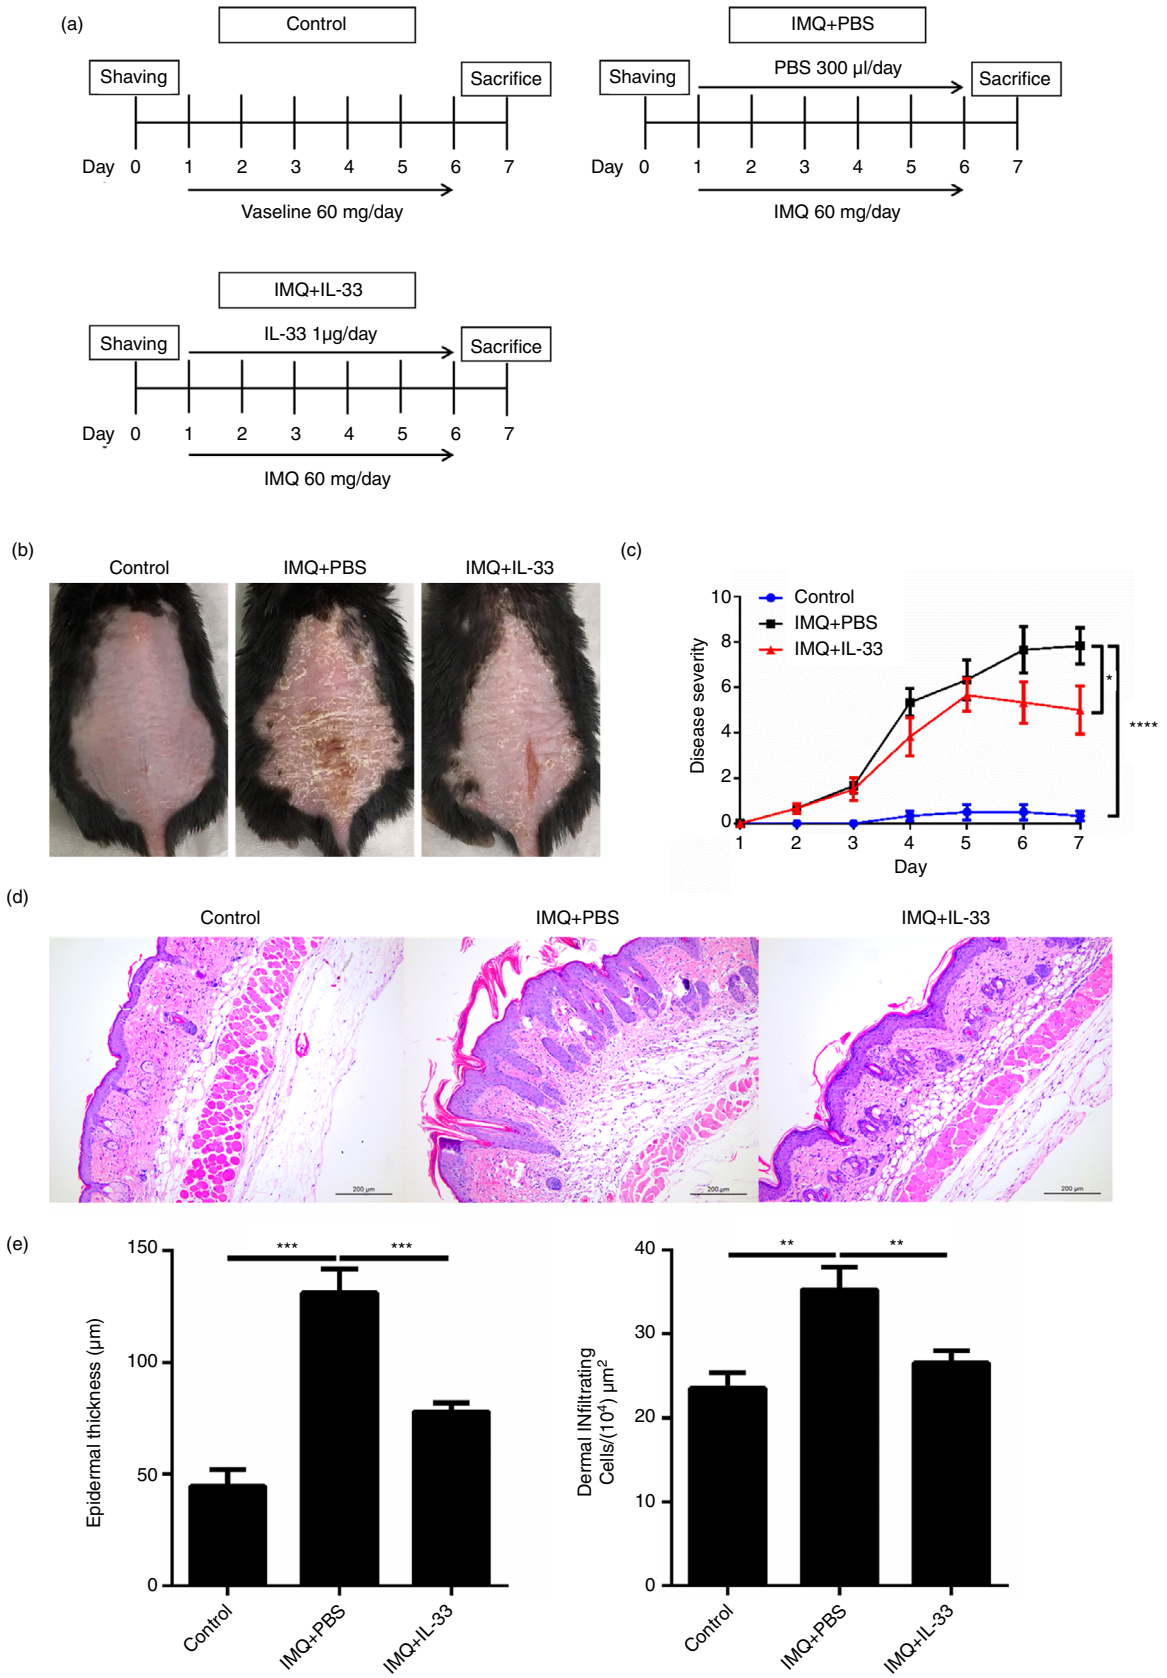 (a)
Control
Shaving
Sacrifice
Day 0 1 2 3 4 5 6 7
Vaseline 60 mg/day
IMQ+PBS
Shaving
PBS 300 µl/day
Sacrifice
Day 0 1 2 3 4 5 6 7
IMQ 60 mg/day
IMQ+IL-33
Shaving
IL-33 1µg/day
Sacrifice
Day 0 1 2 3 4 5 6 7
IMQ 60 mg/day
(b)
Control
IMQ+PBS
IMQ+IL-33
(c)
Control
IMQ+PBS
IMQ+IL-33
Disease severity
10
8
6
4
2
0
1 2 3 4 5 6 7
Day
*
****
(d)
Control
IMQ+PBS
IMQ+IL-33
200 µm
200 µm
200 µm
(e)
Epidermal thickness (µm)
150
100
50
0
***
***
Control
IMQ+PBS
IMQ+IL-33
Dermal INfiltrating
Cells/(10⁴) µm²
40
30
20
10
0
**
**
Control
IMQ+PBS
IMQ+IL-33